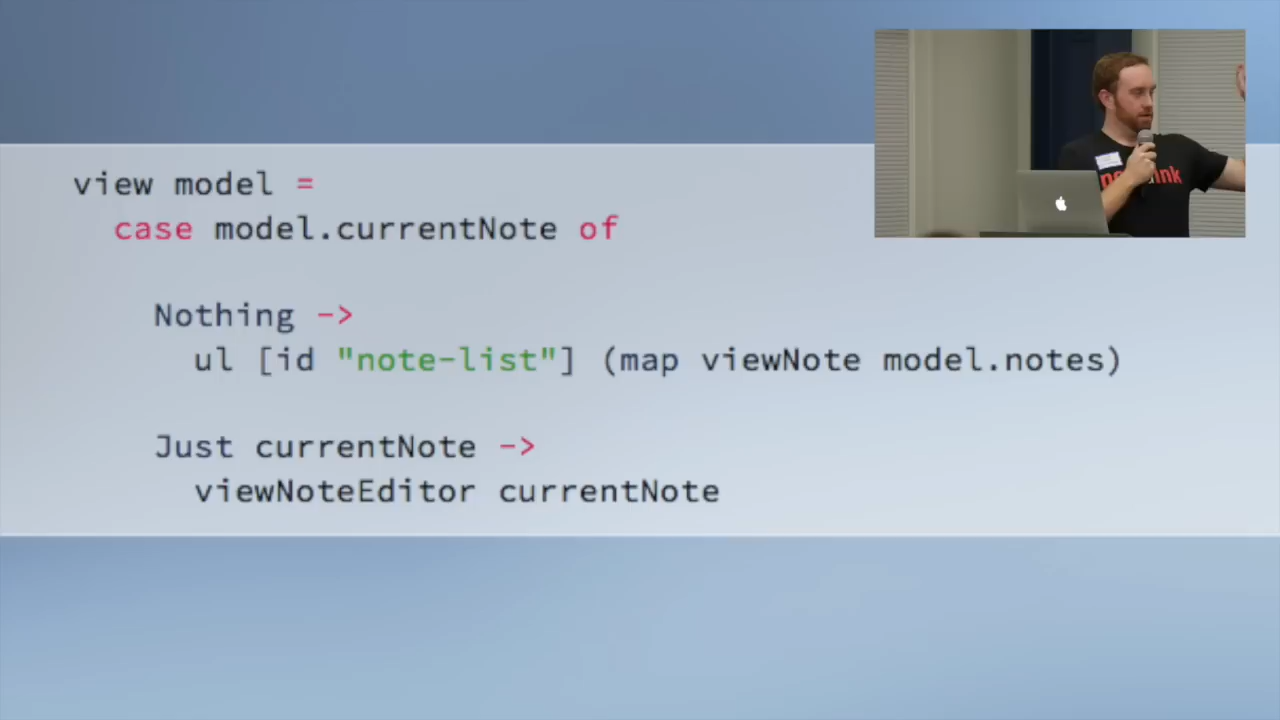 view model =
case model.currentNote of
Nothing ->
ul [id "note-list"] (map viewNote model.notes)
Just currentNote ->
viewNoteEditor currentNote